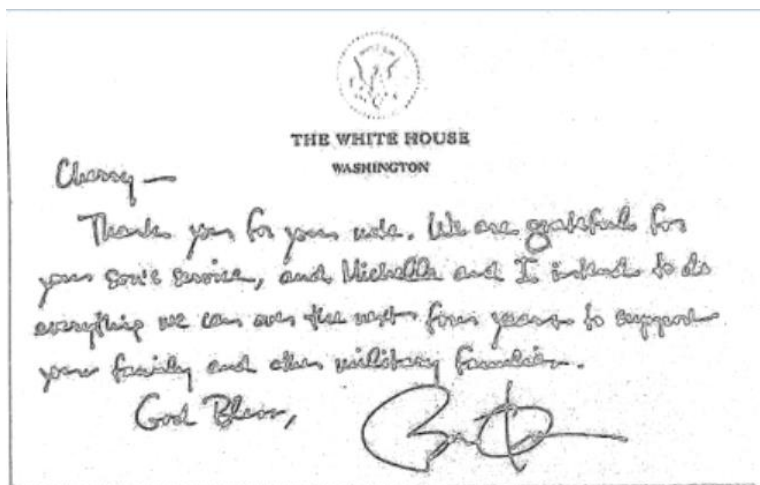 THE WHITE HOUSE
WASHINGTON
Cherry —
Thank you for your note. We are grateful for
your son's service, and Michelle and I intend to do
everything we can over the next four years to support
your family and other military families.
God Bless,